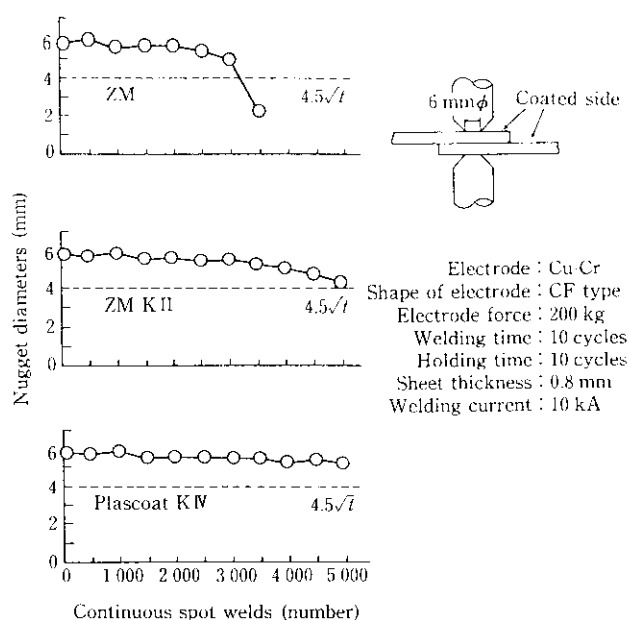 Nugget diameters (mm)
6
4
2
0
ZM
4.5√t
6
4
2
0
ZM K II
4.5√t
6
4
2
0
Plascoat K IV
4.5√t
0 1 000 2 000 3 000 4 000 5 000
Continuous spot welds (number)
6 mmφ
Coated side
Electrode : Cu-Cr
Shape of electrode : CF type
Electrode force : 200 kg
Welding time : 10 cycles
Holding time : 10 cycles
Sheet thickness : 0.8 mm
Welding current : 10 kA